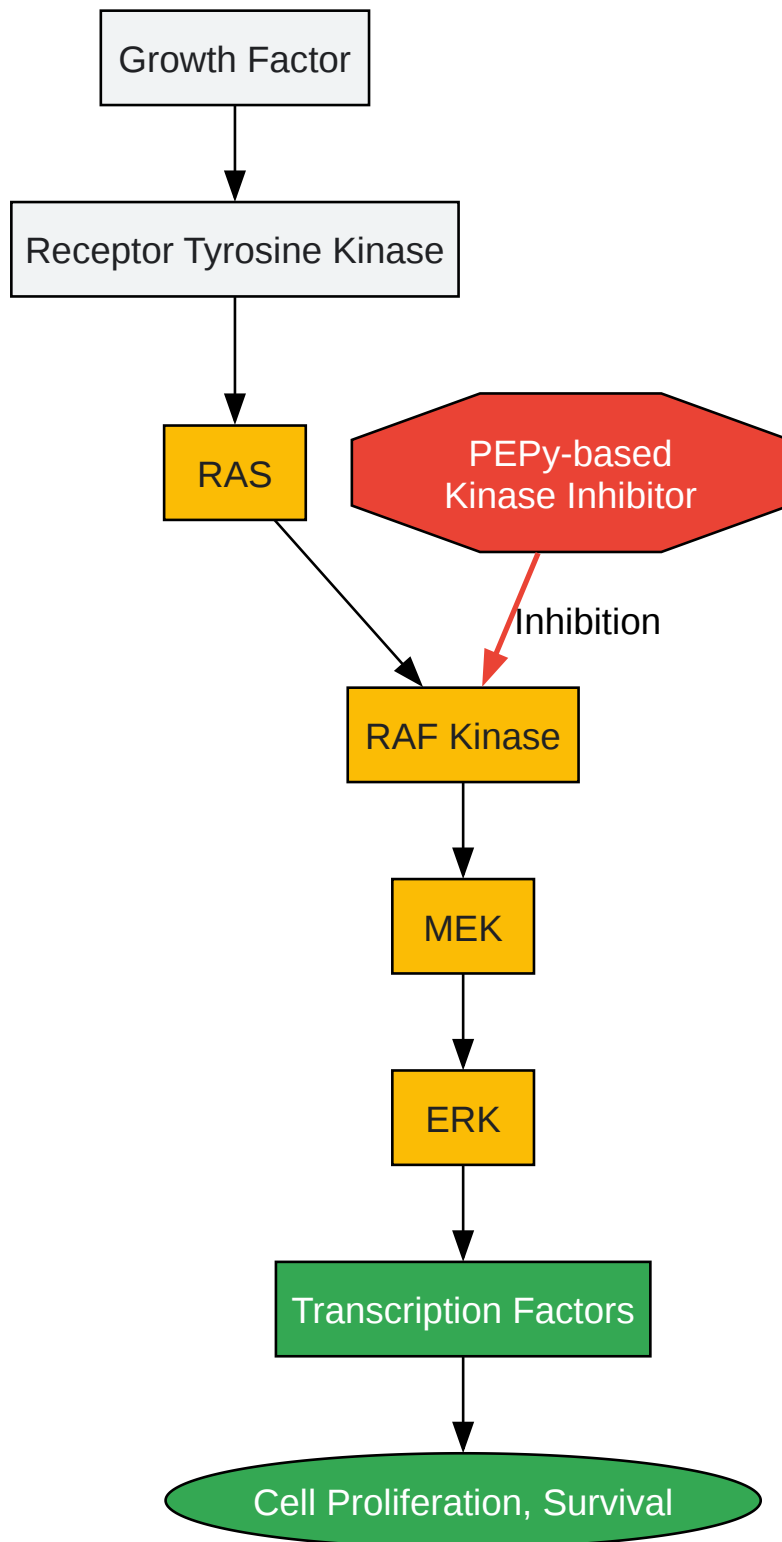 Growth Factor
Receptor Tyrosine Kinase
RAS
PEPy-based
Kinase Inhibitor
Inhibition
RAF Kinase
MEK
ERK
Transcription Factors
Cell Proliferation, Survival